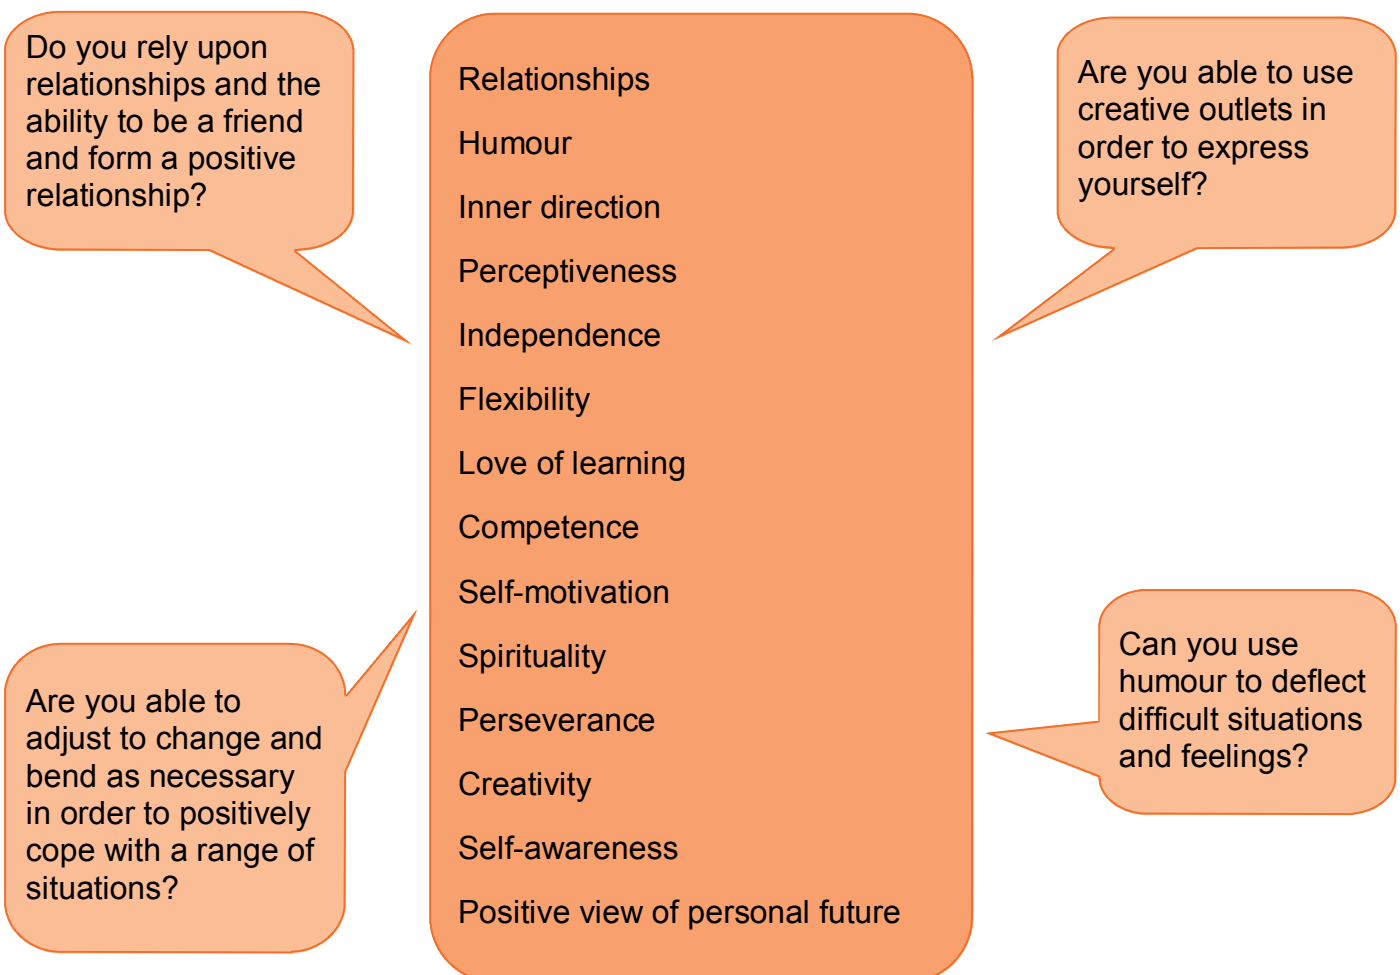 Do you rely upon
relationships and the
ability to be a friend
and form a positive
relationship?
Relationships
Humour
Inner direction
Perceptiveness
Independence
Flexibility
Love of learning
Competence
Self-motivation
Spirituality
Perseverance
Creativity
Self-awareness
Positive view of personal future
Are you able to use
creative outlets in
order to express
yourself?
Are you able to
adjust to change and
bend as necessary
in order to positively
cope with a range of
situations?
Can you use
humour to deflect
difficult situations
and feelings?